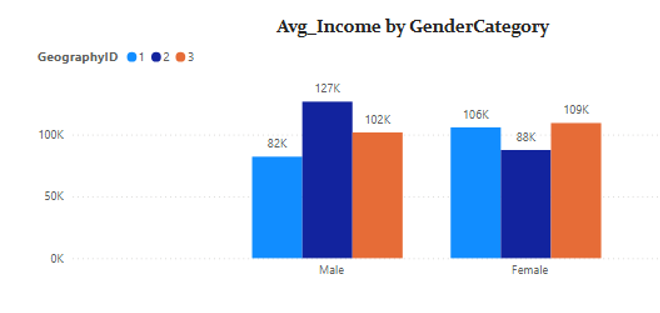 Avg_Income by GenderCategory
GeographyID 1 2 3
127K
109K
106K
102K
100K
88K
82K
50K
0K
Male Female